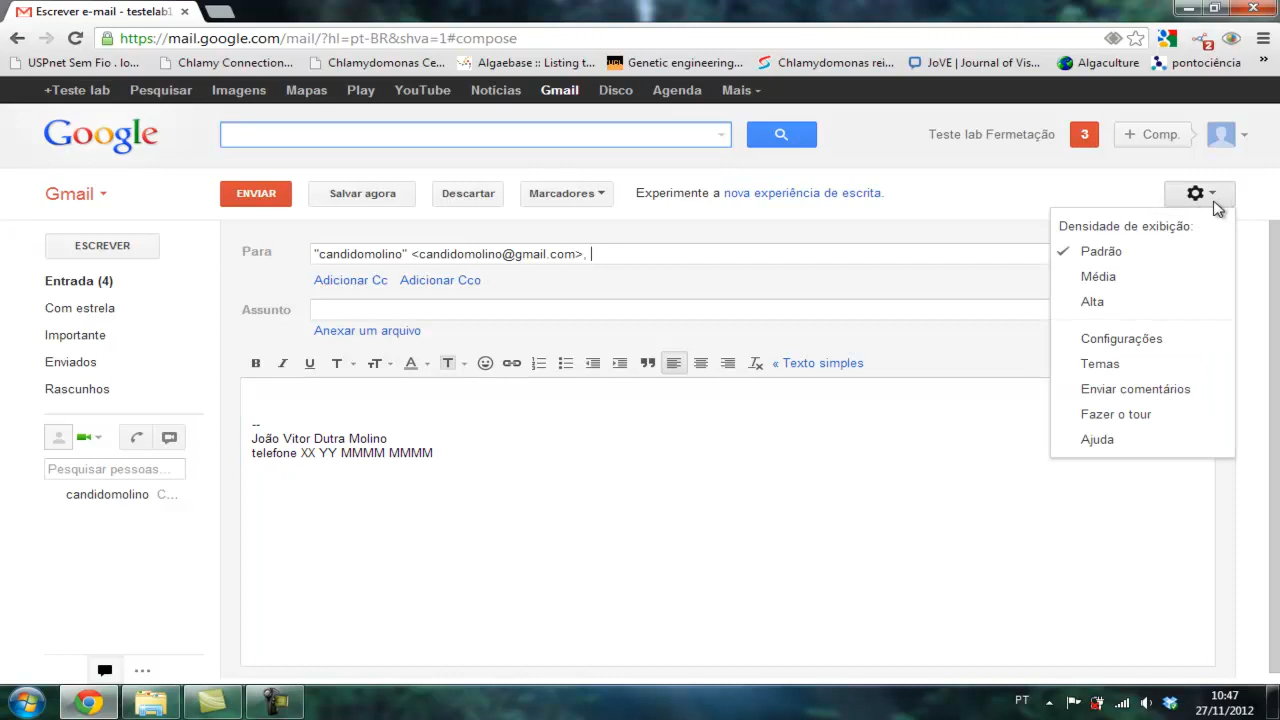 Escrever e-mail - testelab1
https://mail.google.com/mail/?hl=pt-BR&shva=1#compose
2
USPnet Sem Fio . lo... Chlamy Connection... Chlamydomonas Ce... Algaebase :: Listing t... Genetic engineering... Chlamydomonas rei... JoVE | Journal of Vis... Algaculture pontociência »
+Teste lab Pesquisar Imagens Mapas Play YouTube Notícias Gmail Disco Agenda Mais
Google
Teste lab Fermetação 3 + Comp.
Gmail
ENVIAR Salvar agora Descartar Marcadores Experimente a nova experiência de escrita.
Densidade de exibição:
Padrão
Média
Alta
Configurações
Temas
Enviar comentários
Fazer o tour
Ajuda
ESCREVER
Entrada (4)
Com estrela
Importante
Enviados
Rascunhos
Pesquisar pessoas...
candidomolino C...
Para "candidomolino" <candidomolino@gmail.com>,
Adicionar Cc Adicionar Cco
Assunto
Anexar um arquivo
B I U T тT A T « Texto simples
--
João Vitor Dutra Molino
telefone XX YY MMMM MMMM
PT 10:47
27/11/2012